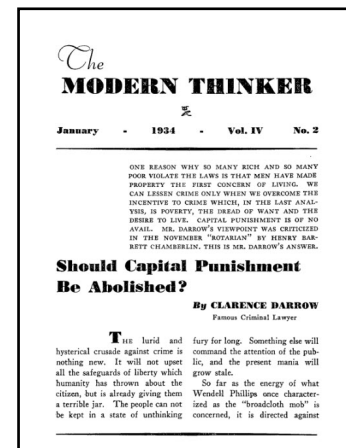 The
MODERN THINKER
January - 1934 - Vol. IV No. 2
ONE REASON WHY SO MANY RICH AND SO MANY
POOR VIOLATE THE LAWS IS THAT MEN HAVE MADE
PROPERTY THE FIRST CONCERN OF LIVING. WE
CAN LESSEN CRIME ONLY WHEN WE OVERCOME THE
INCENTIVE TO CRIME WHICH, IN THE LAST ANAL-
YSIS, IS POVERTY, THE DREAD OF WANT AND THE
DESIRE TO LIVE. CAPITAL PUNISHMENT IS OF NO
AVAIL. MR. DARROW'S VIEWPOINT WAS CRITICIZED
IN THE NOVEMBER "ROTARIAN" BY HENRY BAR-
RETT CHAMBERLIN. THIS IS MR. DARROW'S ANSWER.
Should Capital Punishment
Be Abolished?
By CLARENCE DARROW
Famous Criminal Lawyer
THE lurid and
hysterical crusade against crime is
nothing new. It will not upset
all the safeguards of liberty which
humanity has thrown about the
citizen, but is already giving them
a terrible jar. The people can not
be kept in a state of unthinking
fury for long. Something else will
command the attention of the pub-
lic, and the present mania will
grow stale.
So far as the energy of what
Wendell Phillips once character-
ized as the "broadcloth mob" is
concerned, it is directed against